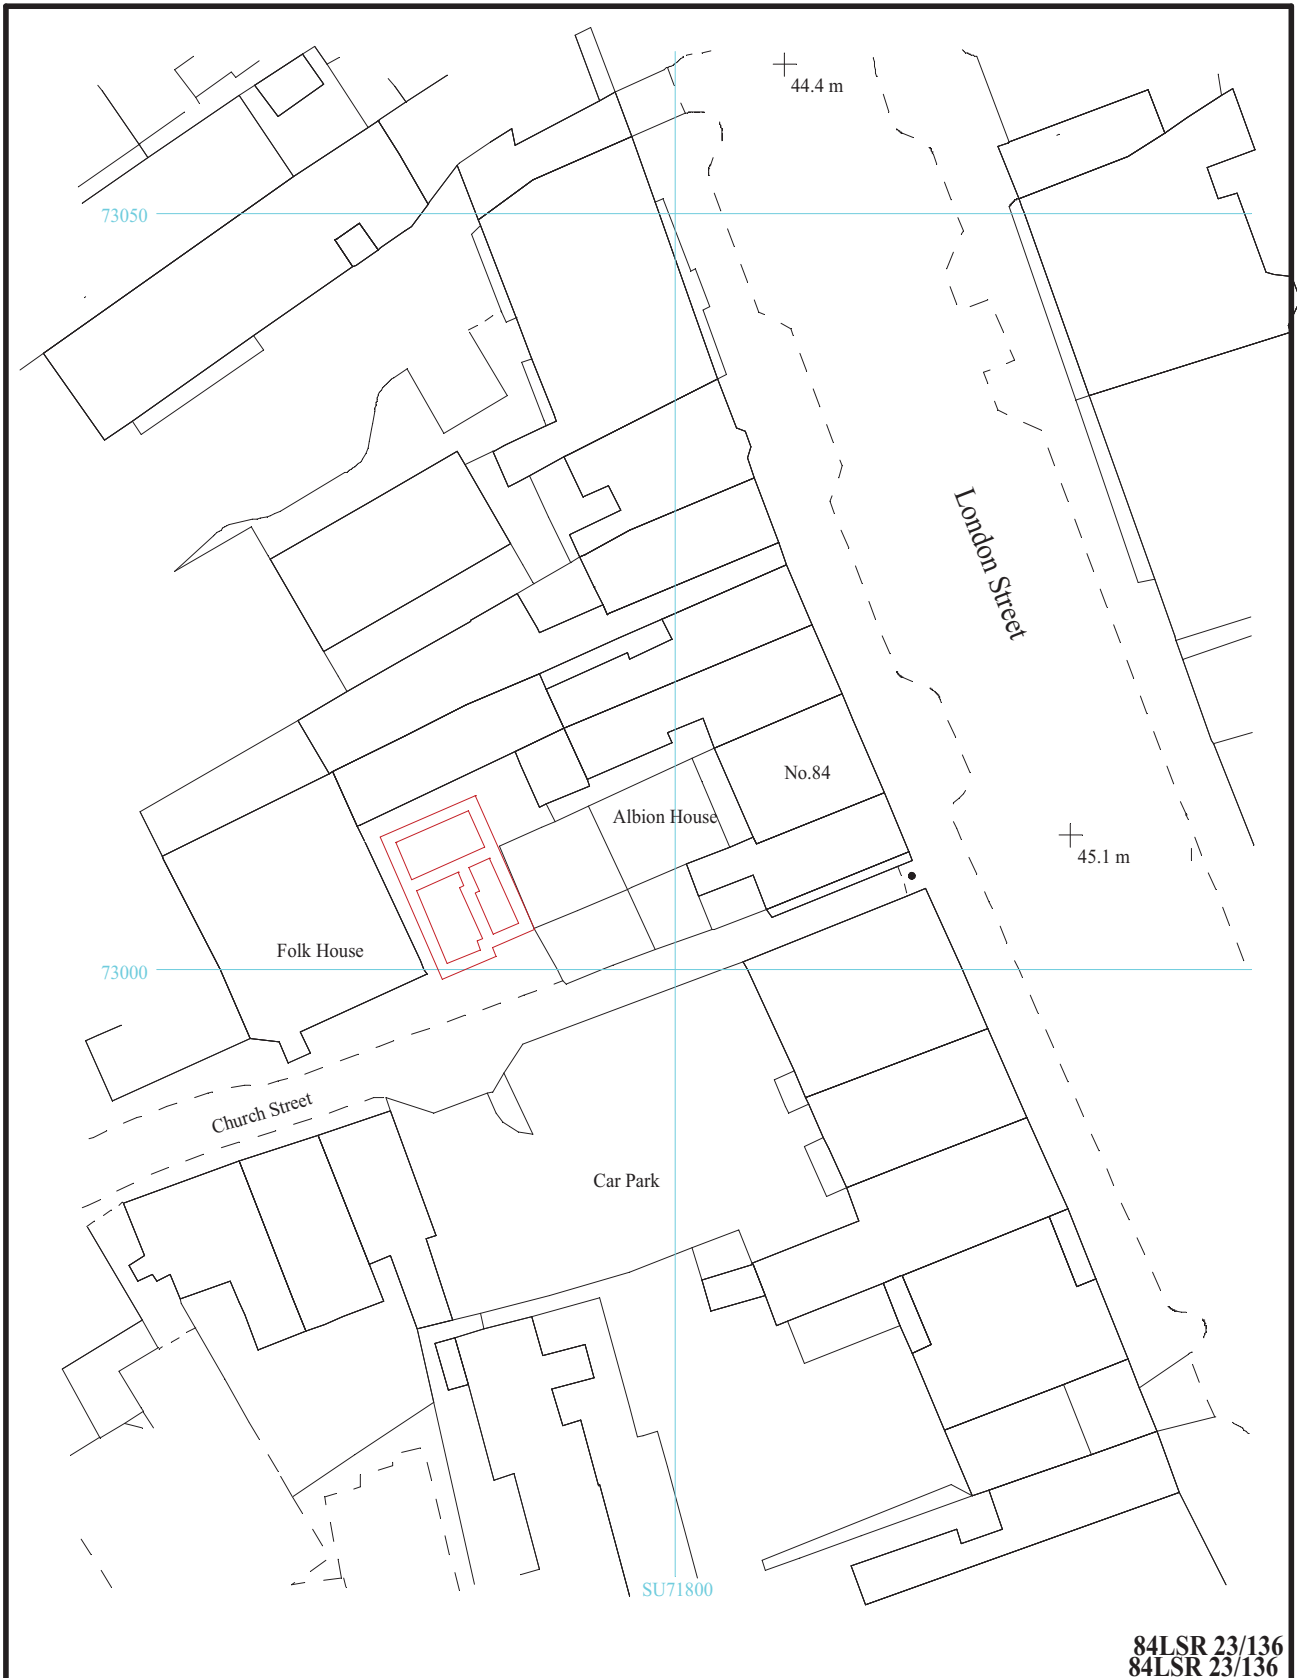 44.4 m
73050
London Street
No.84
Albion House
45.1 m
Folk House
73000
Church Street
Car Park
SU71800
84LSR 23/136
84LSR 23/136